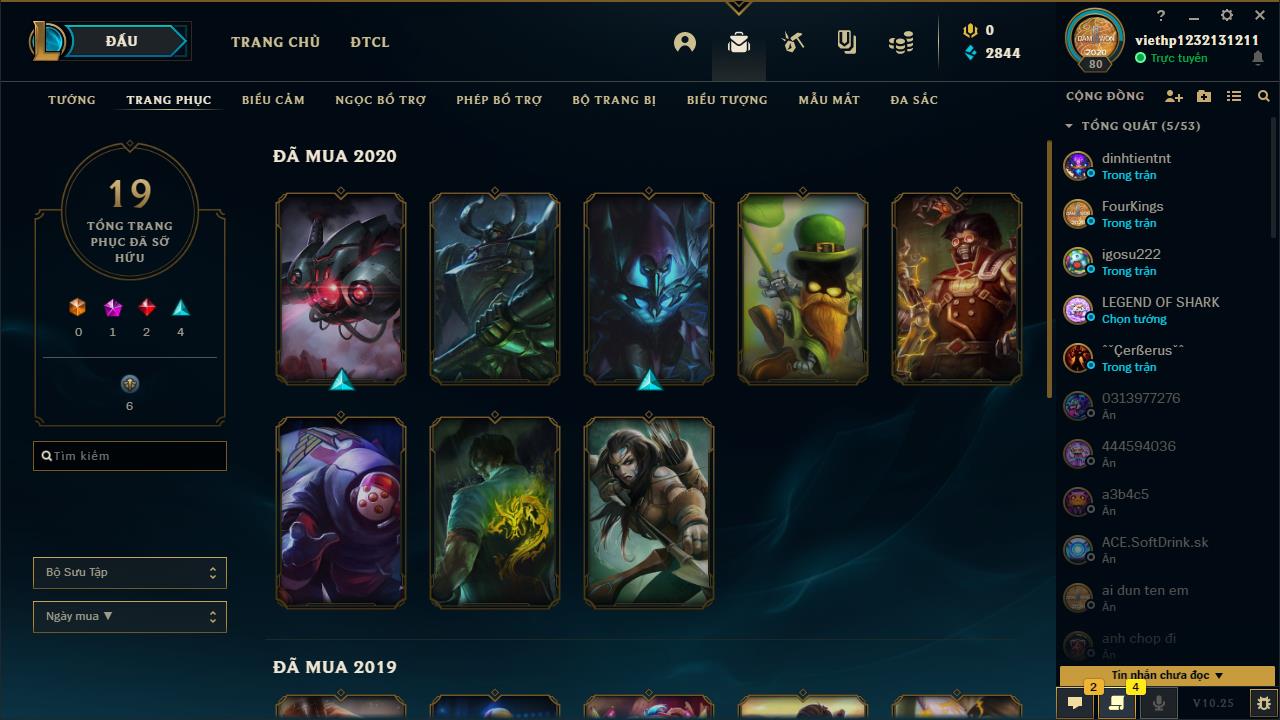 ĐẤU
TRANG CHỦ
ĐTCL
0
2844
?
viethp1232131211
Trực tuyến
80
TƯỚNG
TRANG PHỤC
BIỂU CẢM
NGỌC BỔ TRỢ
PHÉP BỔ TRỢ
BỘ TRANG BỊ
BIỂU TƯỢNG
MẪU MẮT
ĐA SẮC
CỘNG ĐỒNG
TỔNG QUÁT (5/53)
19
TỔNG TRANG
PHỤC ĐÃ SỞ
HỮU
0 1 2 4
6
Tìm kiếm
Bộ Sưu Tập
Ngày mua ▼
ĐÃ MUA 2020
ĐÃ MUA 2019
dinhtientnt
Trong trận
FourKings
Trong trận
igosu222
Trong trận
LEGEND OF SHARK
Chọn tướng
ˆˇÇerßerusˇˆ
Trong trận
0313977276
Ẩn
444594036
Ẩn
a3b4c5
Ẩn
ACE.SoftDrink.sk
Ẩn
ai dun ten em
Ẩn
anh chop đi
Ẩn
Tin nhắn chưa đọc ▼
2
4
V10.25